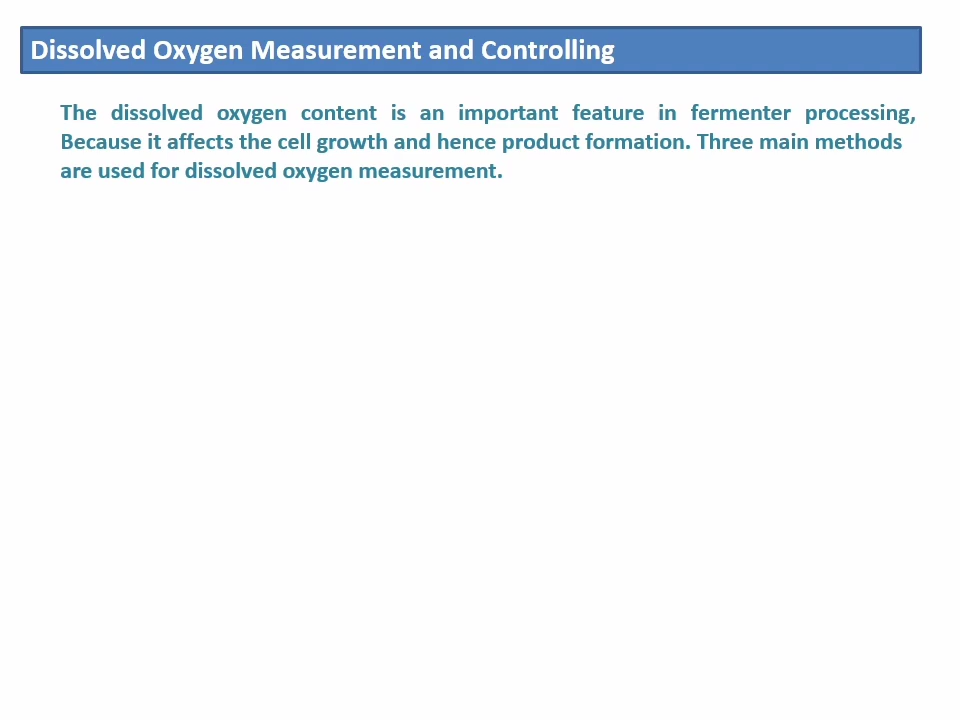 Dissolved Oxygen Measurement and Controlling
The dissolved oxygen content is an important feature in fermenter processing,
Because it affects the cell growth and hence product formation. Three main methods
are used for dissolved oxygen measurement.